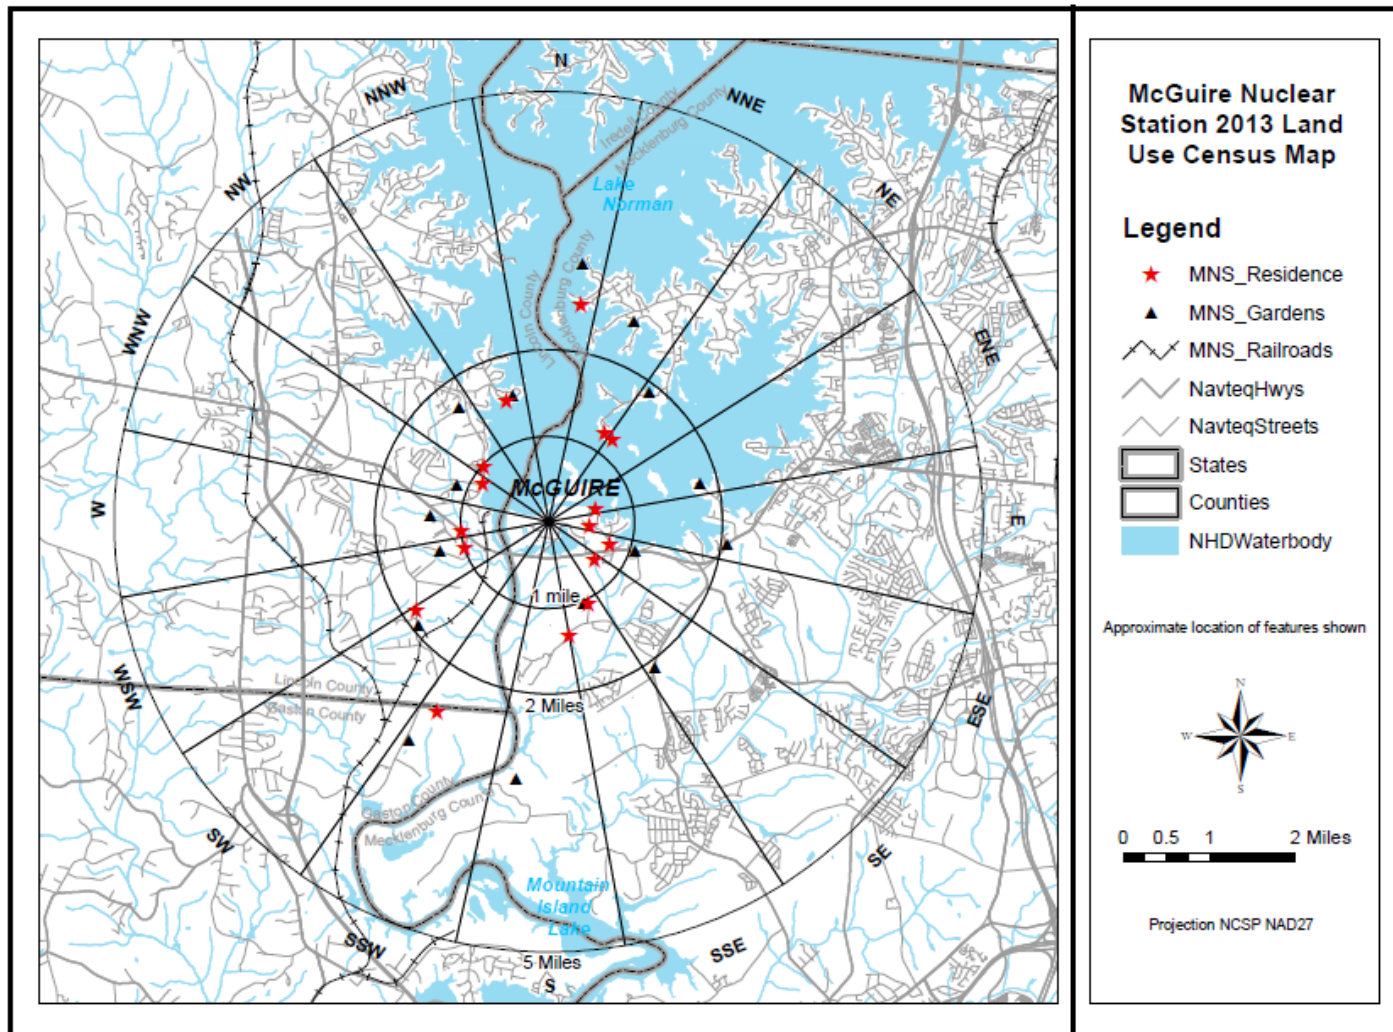 N
NNW
NNE
Iredell County
Mecklenburg County
NW
Lake
Norman
NE
Lincoln County
Mecklenburg County
WNW
ENE
McGUIRE
W
E
1 mile
Lincoln County
Gaston County
2 Miles
WSW
ESE
Gaston County
Mecklenburg County
SW
SE
Mountain
Island
Lake
SSW
SSE
5 Miles
S
McGuire Nuclear
Station 2013 Land
Use Census Map
Legend
MNS_Residence
MNS_Gardens
MNS_Railroads
NavteqHwys
NavteqStreets
States
Counties
NHDWaterbody
Approximate location of features shown
N
W E
S
0 0.5 1 2 Miles
Projection NCSP NAD27